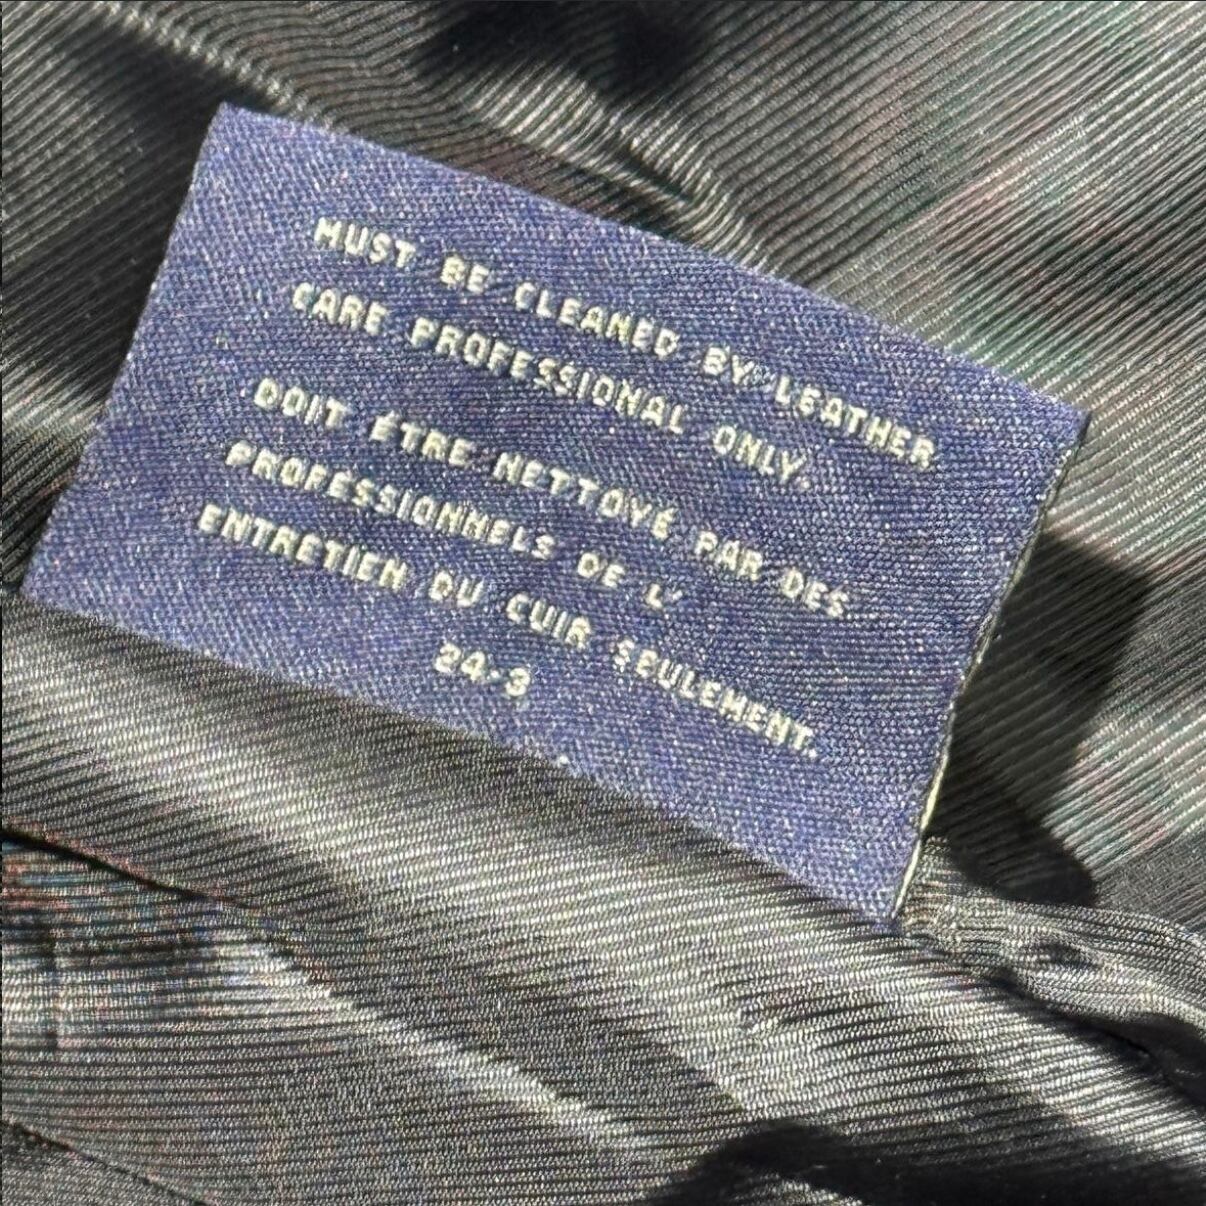 MUST BE CLEANED BY LEATHER
CARE PROFESSIONAL ONLY.
DOIT ÉTRE NETTOYÉ PAR DES
PROFESSIONNELS DE L'
ENTRETIEN DU CUIR SEULEMENT.
24-3